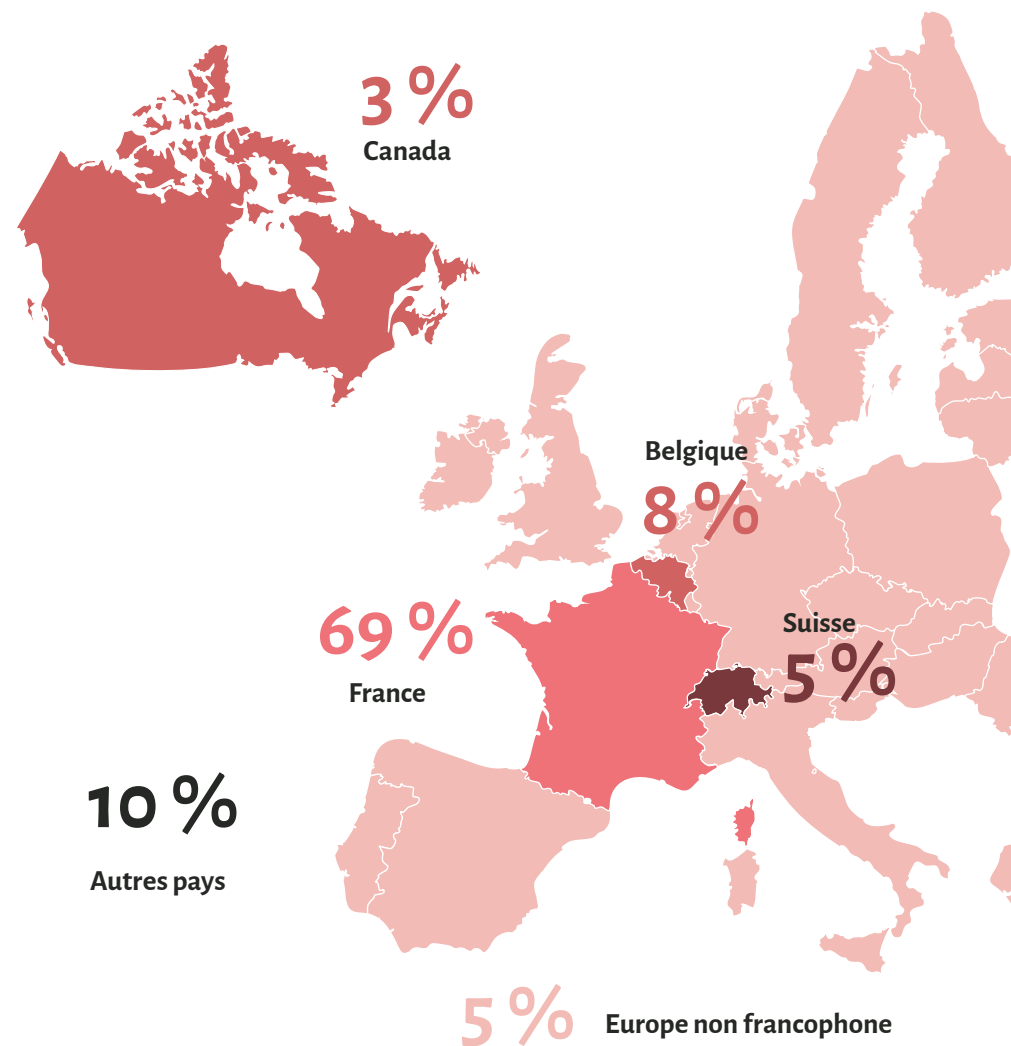 3 %
Canada
Belgique
8 %
69 %
France
Suisse
5 %
10 %
Autres pays
5 %
Europe non francophone